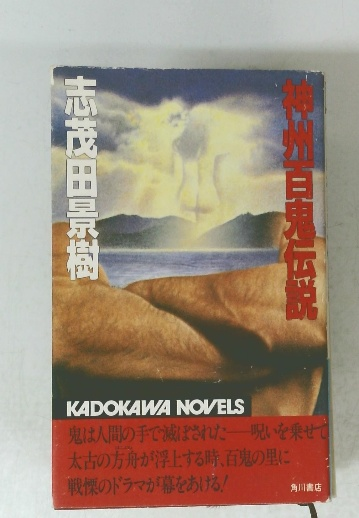 神州百鬼伝説
志茂田景樹
KADOKAWA NOVELS
鬼は人間の手で滅ぼされた——呪いを乗せて
太古の方舟が浮上する時、百鬼の里に
戦慄のドラマが幕をあける!
角川書店